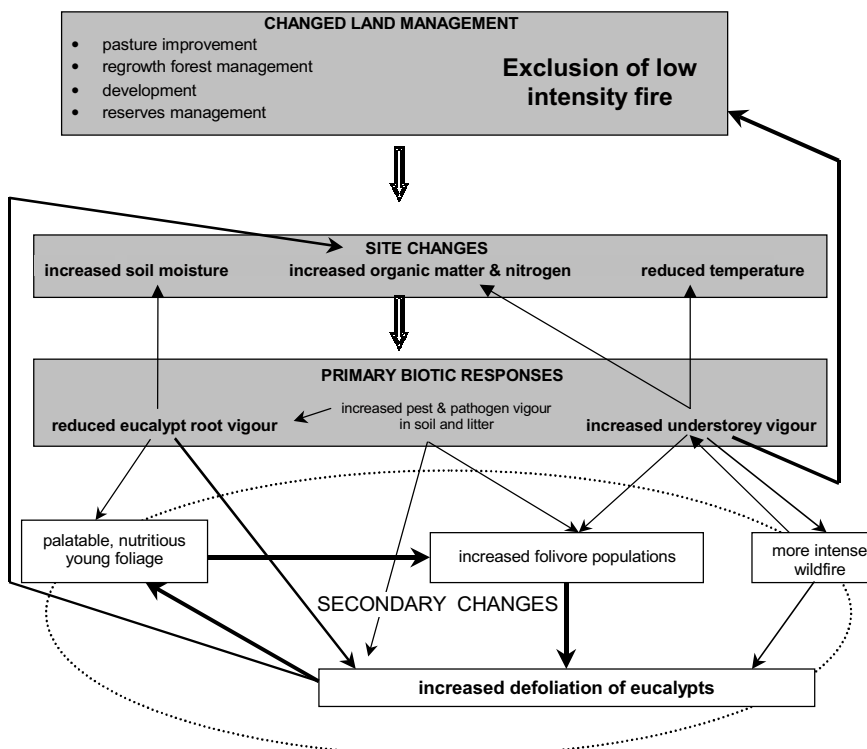 CHANGED LAND MANAGEMENT
• pasture improvement
• regrowth forest management
• development
• reserves management
Exclusion of low
intensity fire
SITE CHANGES
increased soil moisture
increased organic matter & nitrogen
reduced temperature
PRIMARY BIOTIC RESPONSES
reduced eucalypt root vigour
increased pest & pathogen vigour
in soil and litter
increased understorey vigour
palatable, nutritious
young foliage
increased folivore populations
more intense
wildfire
SECONDARY CHANGES
increased defoliation of eucalypts